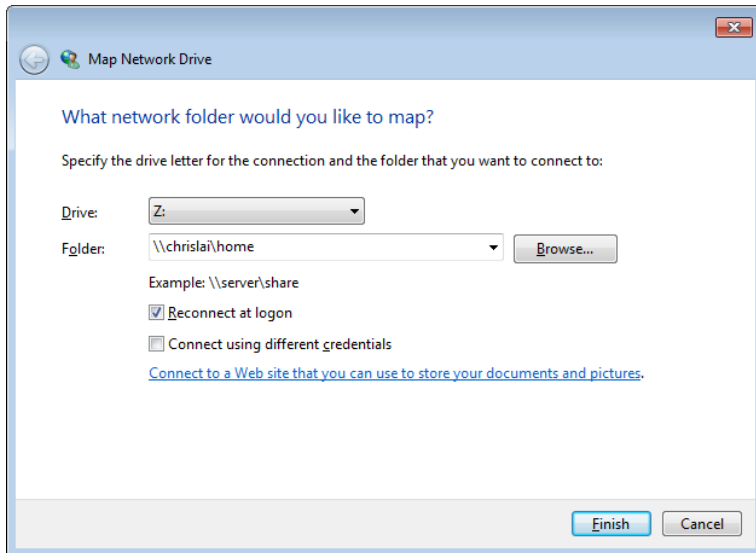 Map Network Drive
What network folder would you like to map?
Specify the drive letter for the connection and the folder that you want to connect to:
Drive: Z:
Folder: \\chrislai\home Browse...
Example: \\server\share
Reconnect at logon
Connect using different credentials
Connect to a Web site that you can use to store your documents and pictures.
Finish Cancel